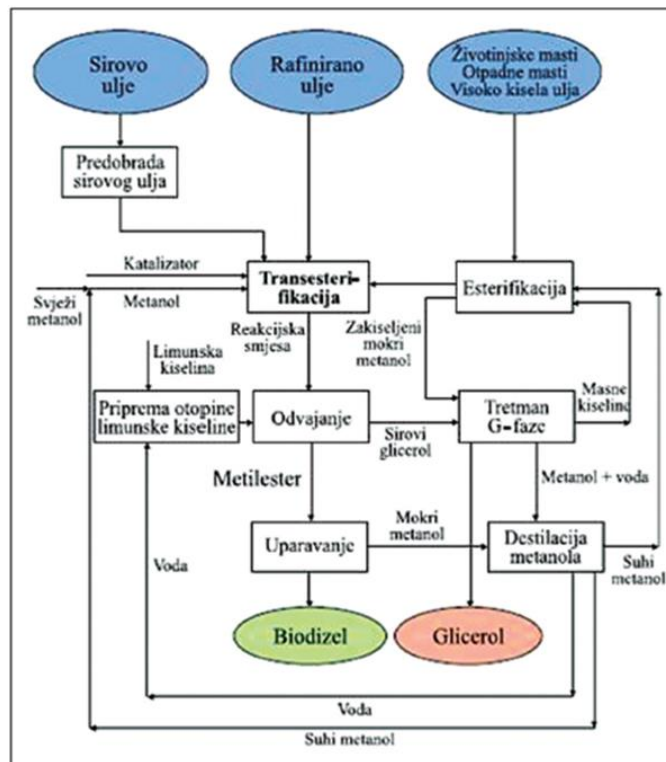 Sirovo
ulje
Rafinirano
ulje
Životinjske masti
Otpadne masti
Visoko kisela ulja
Predobrada
sirovog ulja
Katalizator
Svježi
metanol
Metanol
Transesteri-
fikacija
Esterifikacija
Reakcijska
smjesa
Zakiseljeni
mokri
metanol
Limunska
kiselina
Priprema otopine
limunske kiseline
Odvajanje
Sirovi
glicerol
Tretman
G-faze
Masne
kiseline
Metilester
Metanol + voda
Voda
Uparavanje
Mokri
metanol
Destilacija
metanola
Suhi
metanol
Biodizel
Glicerol
Voda
Suhi metanol